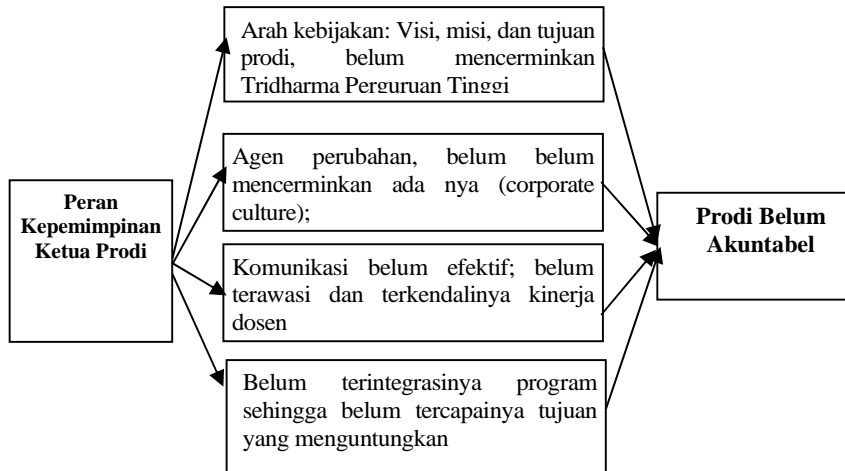 Arah kebijakan: Visi, misi, dan tujuan
prodi, belum mencerminkan
Tridharma Perguruan Tinggi
Agen perubahan, belum belum
mencerminkan ada nya (corporate
culture);
Peran
Kepemimpinan
Ketua Prodi
Prodi Belum
Akuntabel
Komunikasi belum efektif; belum
terawasi dan terkendalinya kinerja
dosen
Belum terintegrasinya program
sehingga belum tercapainya tujuan
yang menguntungkan